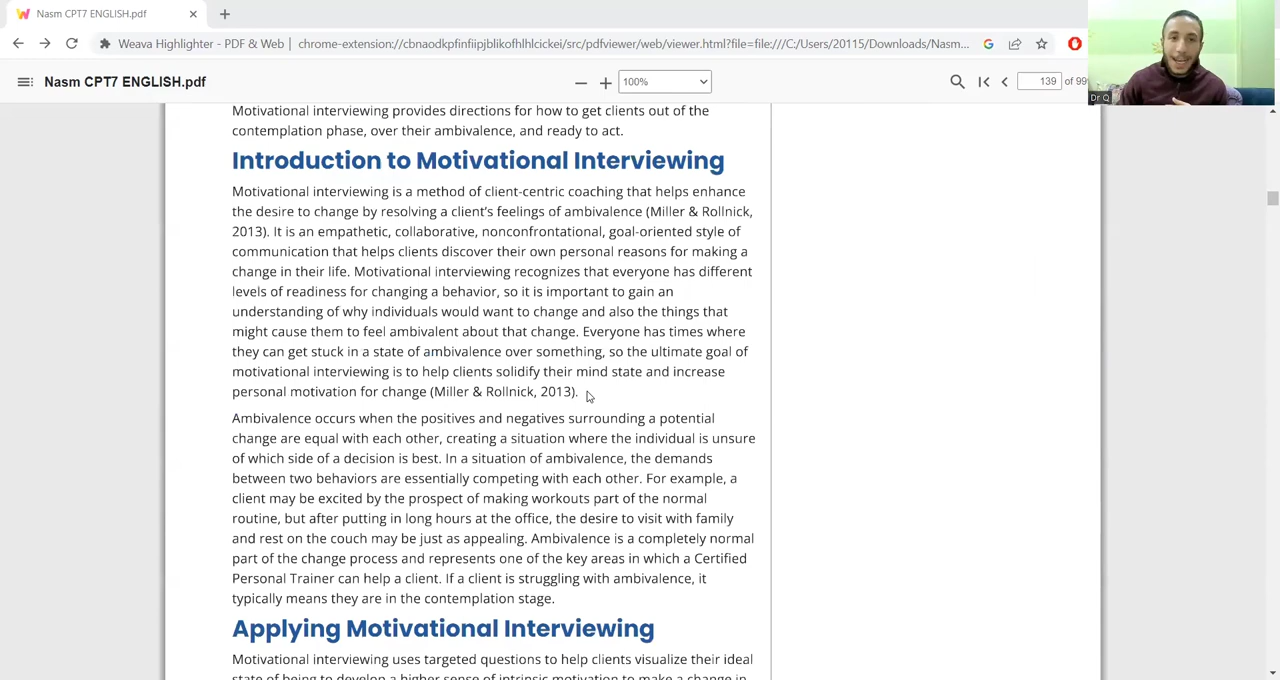 Nasm CPT7 ENGLISH.pdf
Weava Highlighter - PDF & Web | chrome-extension://cbnaodkpfinfiipjblikofhlhlcickei/src/pdfviewer/web/viewer.html?file=file:///C:/Users/20115/Downloads/Nasm...
Nasm CPT7 ENGLISH.pdf
100%
139 of 99
Dr Q
Motivational interviewing provides directions for how to get clients out of the
contemplation phase, over their ambivalence, and ready to act.
Introduction to Motivational Interviewing
Motivational interviewing is a method of client-centric coaching that helps enhance
the desire to change by resolving a client's feelings of ambivalence (Miller & Rollnick,
2013). It is an empathetic, collaborative, nonconfrontational, goal-oriented style of
communication that helps clients discover their own personal reasons for making a
change in their life. Motivational interviewing recognizes that everyone has different
levels of readiness for changing a behavior, so it is important to gain an
understanding of why individuals would want to change and also the things that
might cause them to feel ambivalent about that change. Everyone has times where
they can get stuck in a state of ambivalence over something, so the ultimate goal of
motivational interviewing is to help clients solidify their mind state and increase
personal motivation for change (Miller & Rollnick, 2013).
Ambivalence occurs when the positives and negatives surrounding a potential
change are equal with each other, creating a situation where the individual is unsure
of which side of a decision is best. In a situation of ambivalence, the demands
between two behaviors are essentially competing with each other. For example, a
client may be excited by the prospect of making workouts part of the normal
routine, but after putting in long hours at the office, the desire to visit with family
and rest on the couch may be just as appealing. Ambivalence is a completely normal
part of the change process and represents one of the key areas in which a Certified
Personal Trainer can help a client. If a client is struggling with ambivalence, it
typically means they are in the contemplation stage.
Applying Motivational Interviewing
Motivational interviewing uses targeted questions to help clients visualize their ideal
state of being to develop a higher sense of intrinsic motivation to make a change in